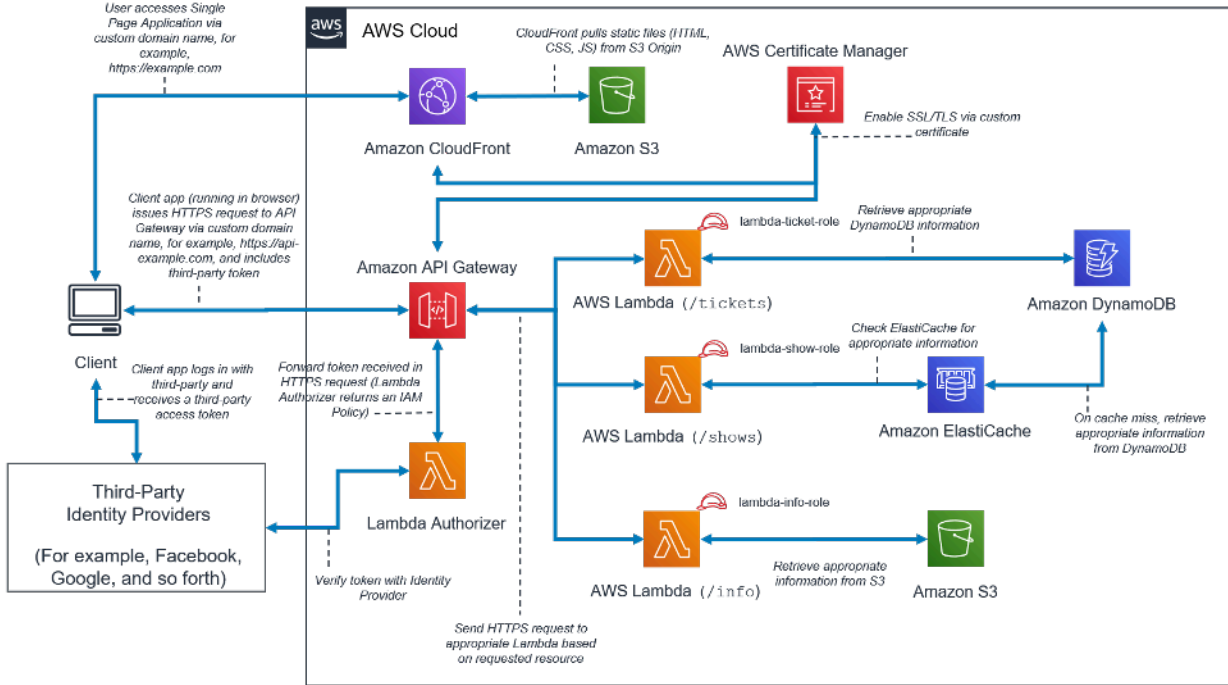 User accesses Single
Page Application via
custom domain name, for
example,
https://example.com
aws
AWS Cloud
CloudFront pulls static files (HTML,
CSS, JS) from S3 Origin
AWS Certificate Manager
Enable SSL/TLS via custom
certificate
Amazon CloudFront
Amazon S3
Client app (running in browser)
issues HTTPS request to API
Gateway via custom domain
name, for example, https://api-
example.com, and includes
third-party token
Amazon API Gateway
lambda-ticket-role
Retrieve appropriate
DynamoDB information
AWS Lambda (/tickets)
Amazon DynamoDB
Client
Client app logs in with
third-party and
receives a third-party
access token
Forward token received in
HTTPS request (Lambda
Authorizer returns an IAM
Policy)
lambda-show-role
Check ElastiCache for
appropriate information
AWS Lambda (/shows)
Amazon ElastiCache
On cache miss, retrieve
appropriate information
from DynamoDB
Third-Party
Identity Providers
(For example, Facebook,
Google, and so forth)
Lambda Authorizer
Verify token with Identity
Provider
lambda-info-role
AWS Lambda (/info)
Retrieve appropriate
information from S3
Amazon S3
Send HTTPS request to
appropriate Lambda based
on requested resource